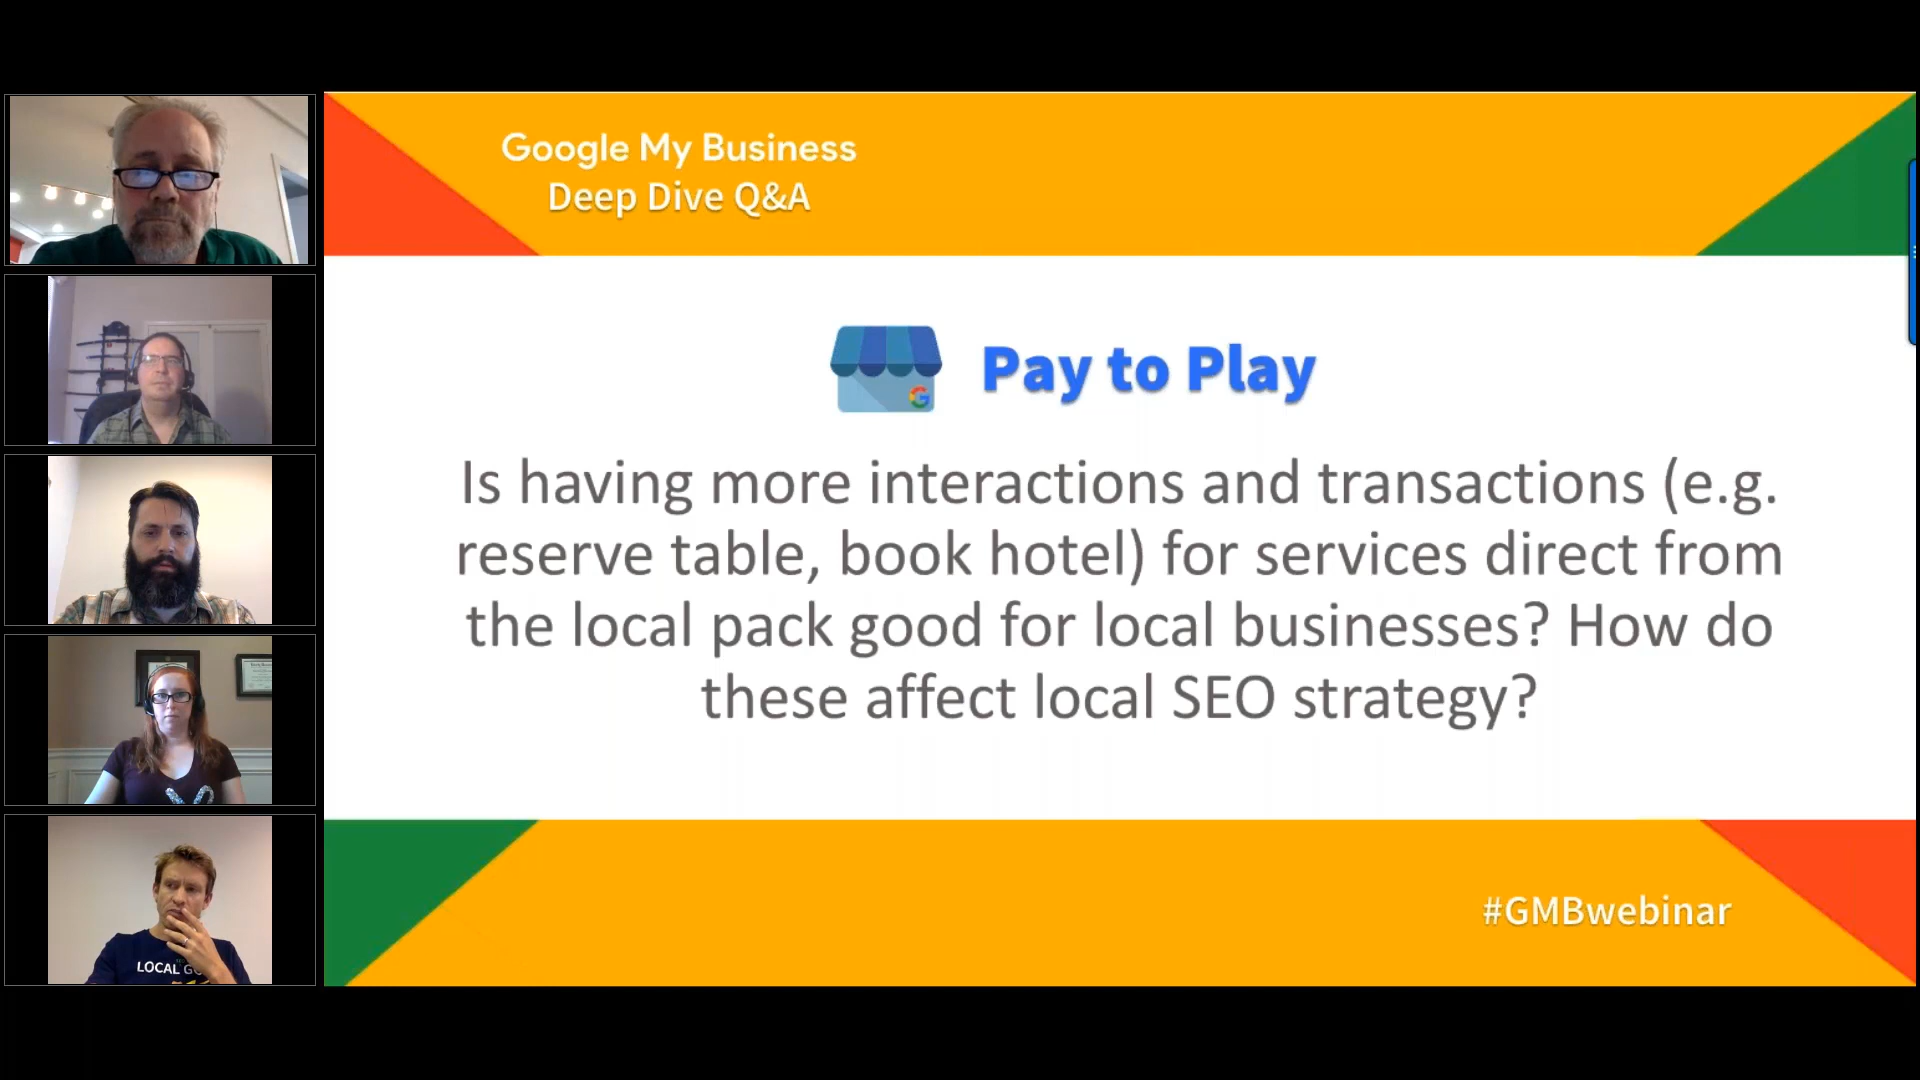 Google My Business
Deep Dive Q&A
Pay to Play
Is having more interactions and transactions (e.g.
reserve table, book hotel) for services direct from
the local pack good for local businesses? How do
these affect local SEO strategy?
#GMBwebinar
LOCAL